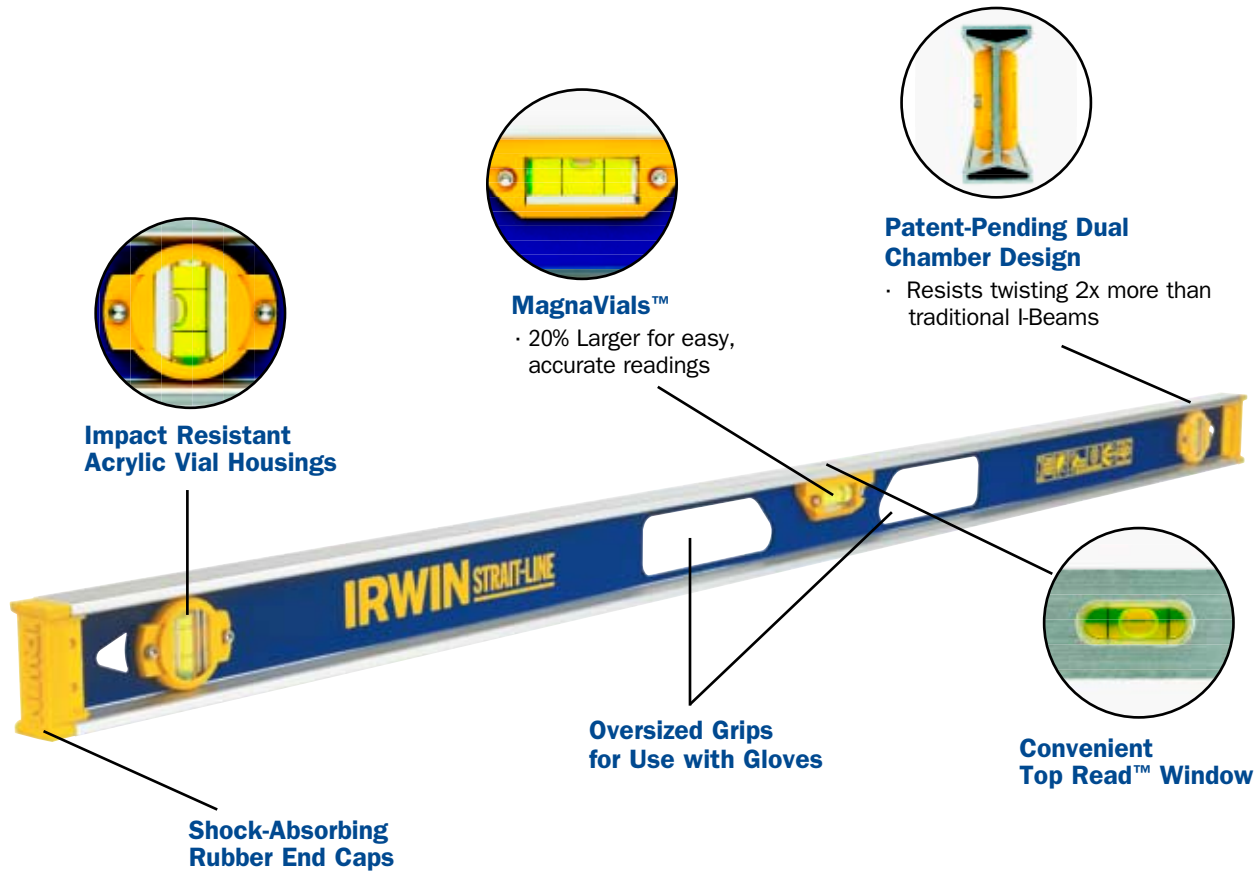 Patent-Pending Dual
Chamber Design
· Resists twisting 2x more than
traditional I-Beams
MagnaVials™
· 20% Larger for easy,
accurate readings
Impact Resistant
Acrylic Vial Housings
IRWIN STRAIT-LINE
IRWIN
Oversized Grips
for Use with Gloves
Convenient
Top Read™ Window
Shock-Absorbing
Rubber End Caps